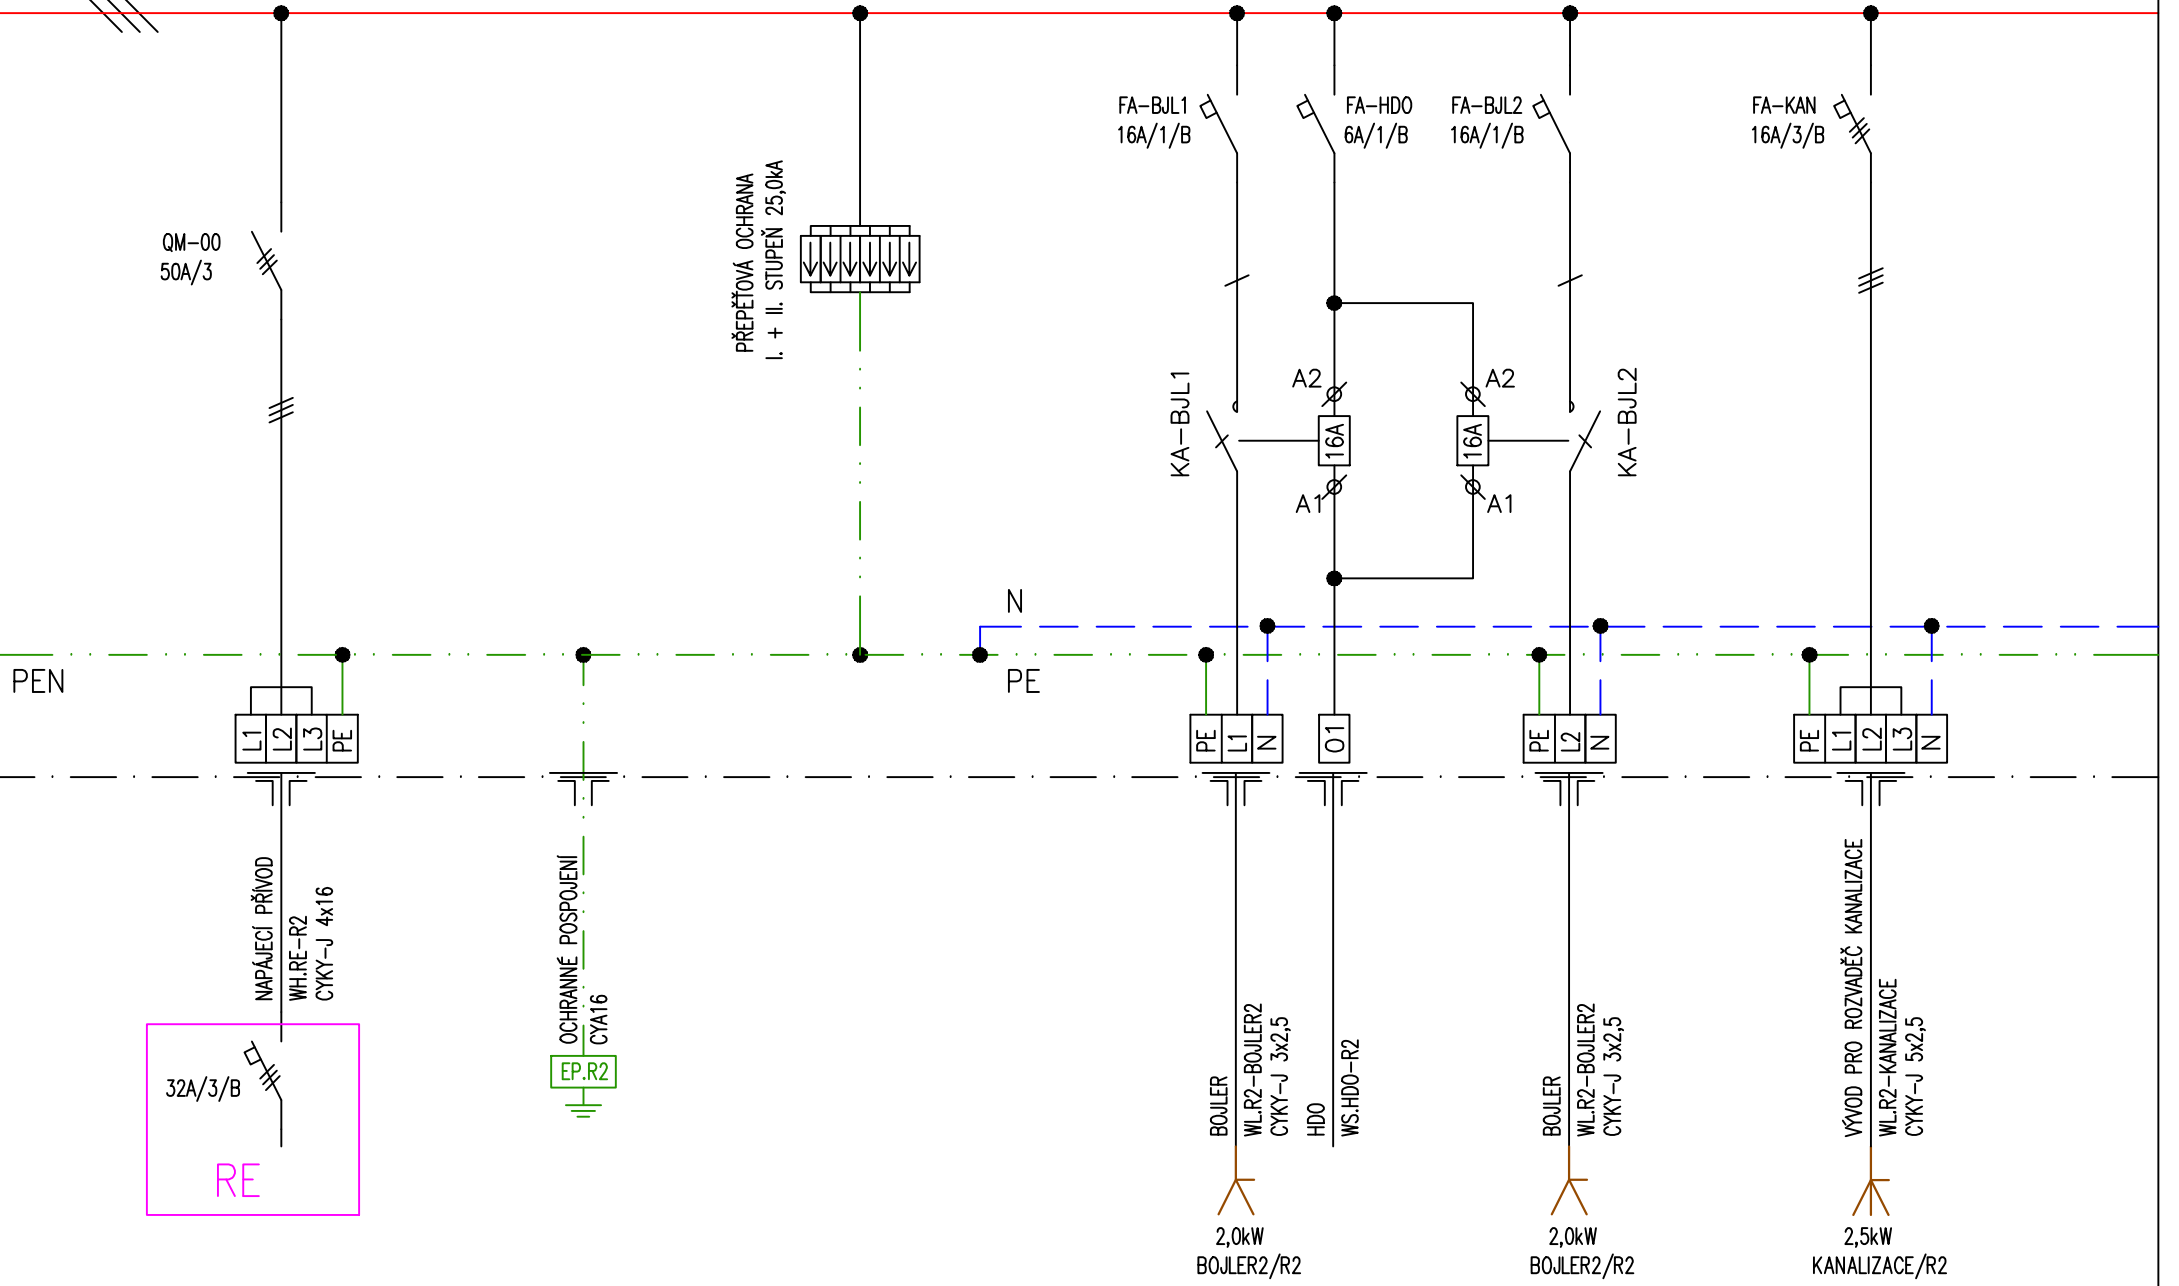 FA-BJL1
16A/1/B
FA-HDO
6A/1/B
FA-BJL2
16A/1/B
FA-KAN
16A/3/B
QM-00
50A/3
PŘEPĚŤOVÁ OCHRANA
I. + II. STUPEŇ 25,0kA
KA-BJL1
A2
16A
A1
A2
16A
A1
KA-BJL2
N
PEN
PE
L1
L2
L3
PE
PE
L1
N
01
PE
L2
N
PE
L1
L2
L3
N
NAPÁJECÍ PŘÍVOD
WH.RE-R2
CYKY-J 4x16
32A/3/B
RE
OCHRANNÉ POSPOJENÍ
CYA16
EP.R2
BOJLER
WL.R2-BOJLER2
CYKY-J 3x2,5
HDO
WS.HDO-R2
BOJLER
WL.R2-BOJLER2
CYKY-J 3x2,5
VÝVOD PRO ROZVADĚČ KANALIZACE
WL.R2-KANALIZACE
CYKY-J 5x2,5
2,0kW
BOJLER2/R2
2,0kW
BOJLER2/R2
2,5kW
KANALIZACE/R2